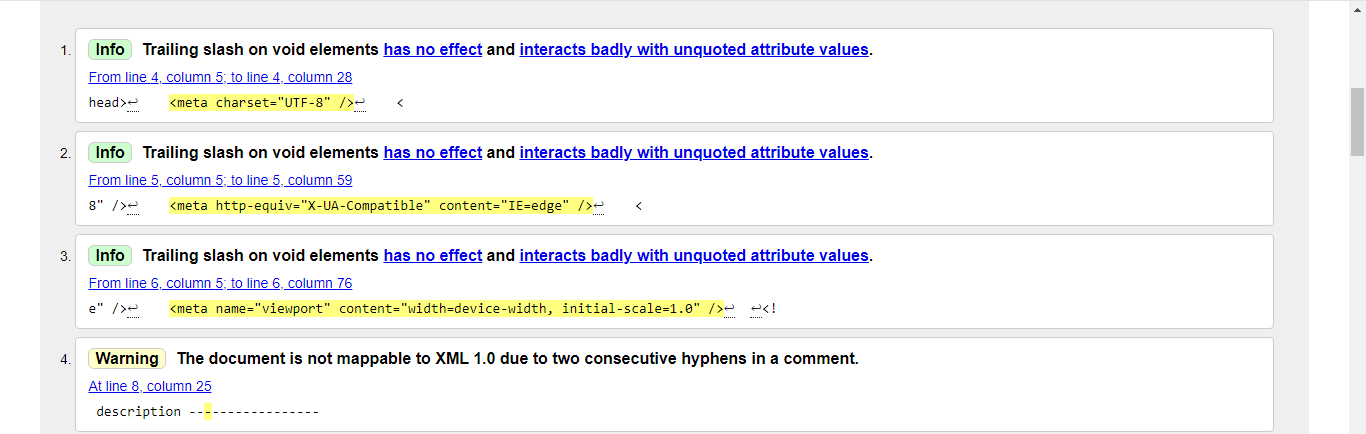 1. Info Trailing slash on void elements has no effect and interacts badly with unquoted attribute values.
From line 4, column 5; to line 4, column 28
head>↩    <meta charset="UTF-8" />↩    <
2. Info Trailing slash on void elements has no effect and interacts badly with unquoted attribute values.
From line 5, column 5; to line 5, column 59
8" />↩    <meta http-equiv="X-UA-Compatible" content="IE=edge" />↩    <
3. Info Trailing slash on void elements has no effect and interacts badly with unquoted attribute values.
From line 6, column 5; to line 6, column 76
e" />↩    <meta name="viewport" content="width=device-width, initial-scale=1.0" />↩  ↩<!
4. Warning The document is not mappable to XML 1.0 due to two consecutive hyphens in a comment.
At line 8, column 25
description -----------------